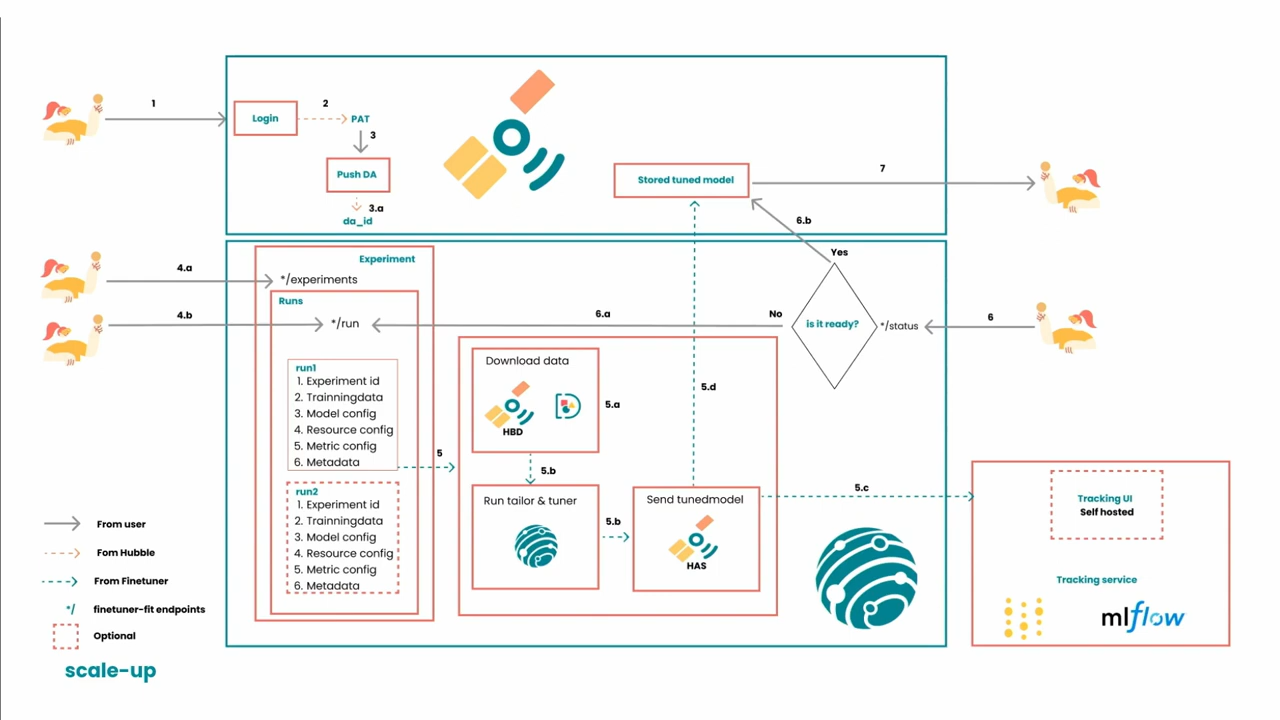 1
Login
2
PAT
3
Push DA
3.a
da_id
Stored tuned model
7
6.b
Yes
4.a
Experiment
*/experiments
Runs
4.b
*/run
6.a
No
is it ready?
*/status
6
run1
1. Experiment id
2. Trainningdata
3. Model config
4. Resource config
5. Metric config
6. Metadata
5
run2
1. Experiment id
2. Trainningdata
3. Model config
4. Resource config
5. Metric config
6. Metadata
Download data
HBD
5.a
5.b
Run tailor & tuner
5.b
Send tunedmodel
HAS
5.d
5.c
Tracking UI
Self hosted
Tracking service
mlflow
From user
Fom Hubble
From Finetuner
*/ finetuner-fit endpoints
Optional
scale-up